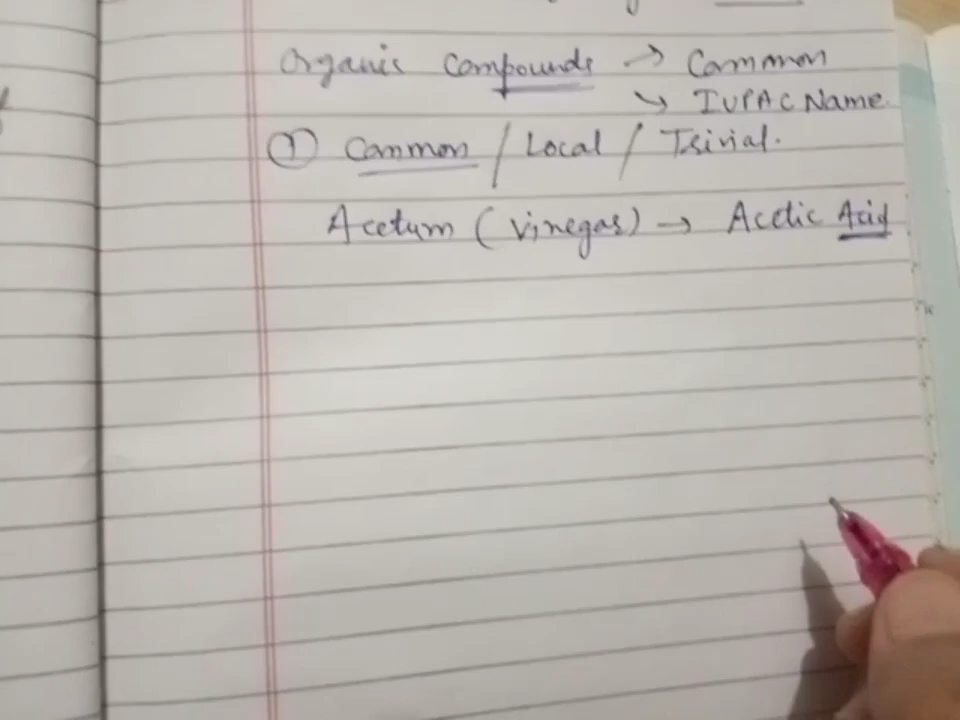 Organic Compounds → Common
↘ IUPAC Name
① Common / Local / Trivial.
Acetum (Vinegar) → Acetic Acid